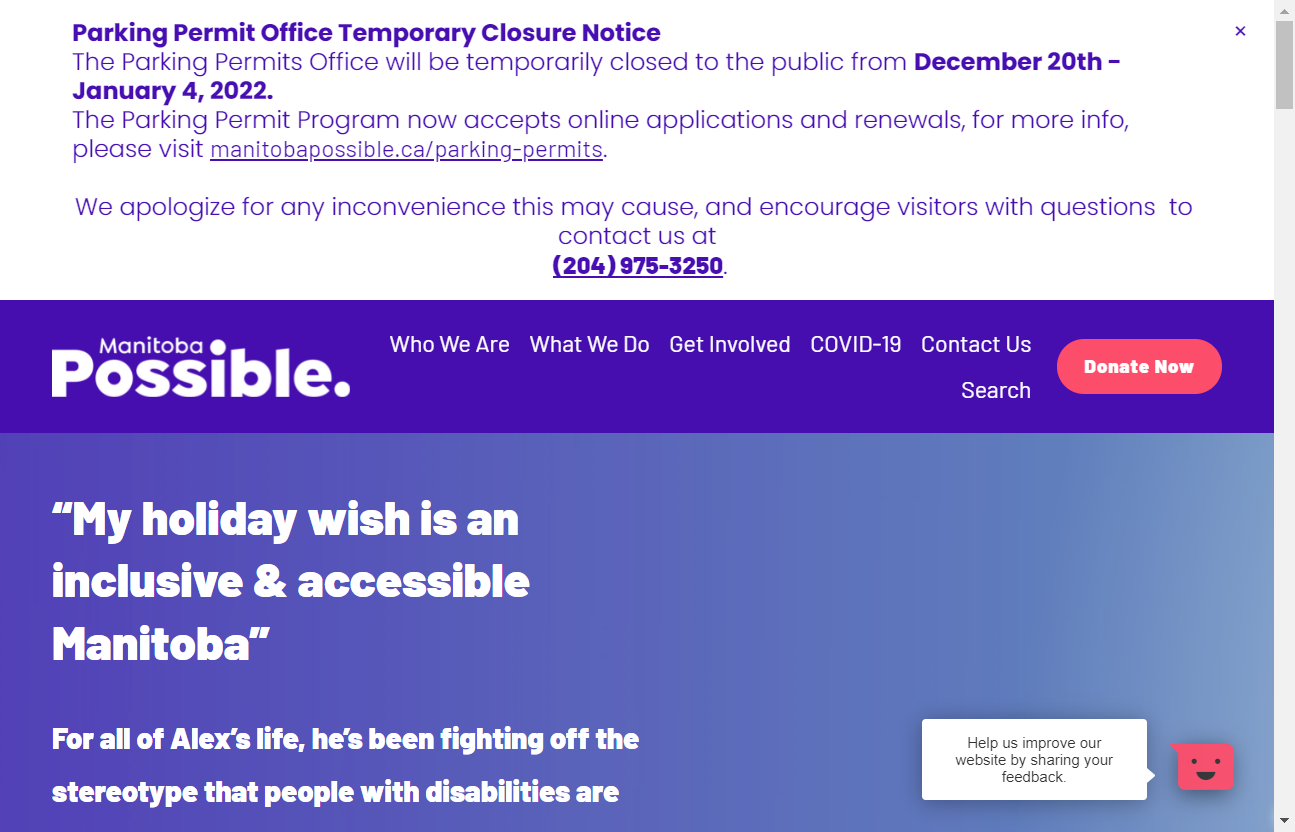 Parking Permit Office Temporary Closure Notice
The Parking Permits Office will be temporarily closed to the public from December 20th -
January 4, 2022.
The Parking Permit Program now accepts online applications and renewals, for more info,
please visit manitobapossible.ca/parking-permits.
We apologize for any inconvenience this may cause, and encourage visitors with questions  to
contact us at
(204) 975-3250.
Manitoba
Possible.
Who We Are What We Do Get Involved COVID-19 Contact Us
Search
Donate Now
“My holiday wish is an
inclusive & accessible
Manitoba”
For all of Alex’s life, he’s been fighting off the
stereotype that people with disabilities are
Help us improve our
website by sharing your
feedback.